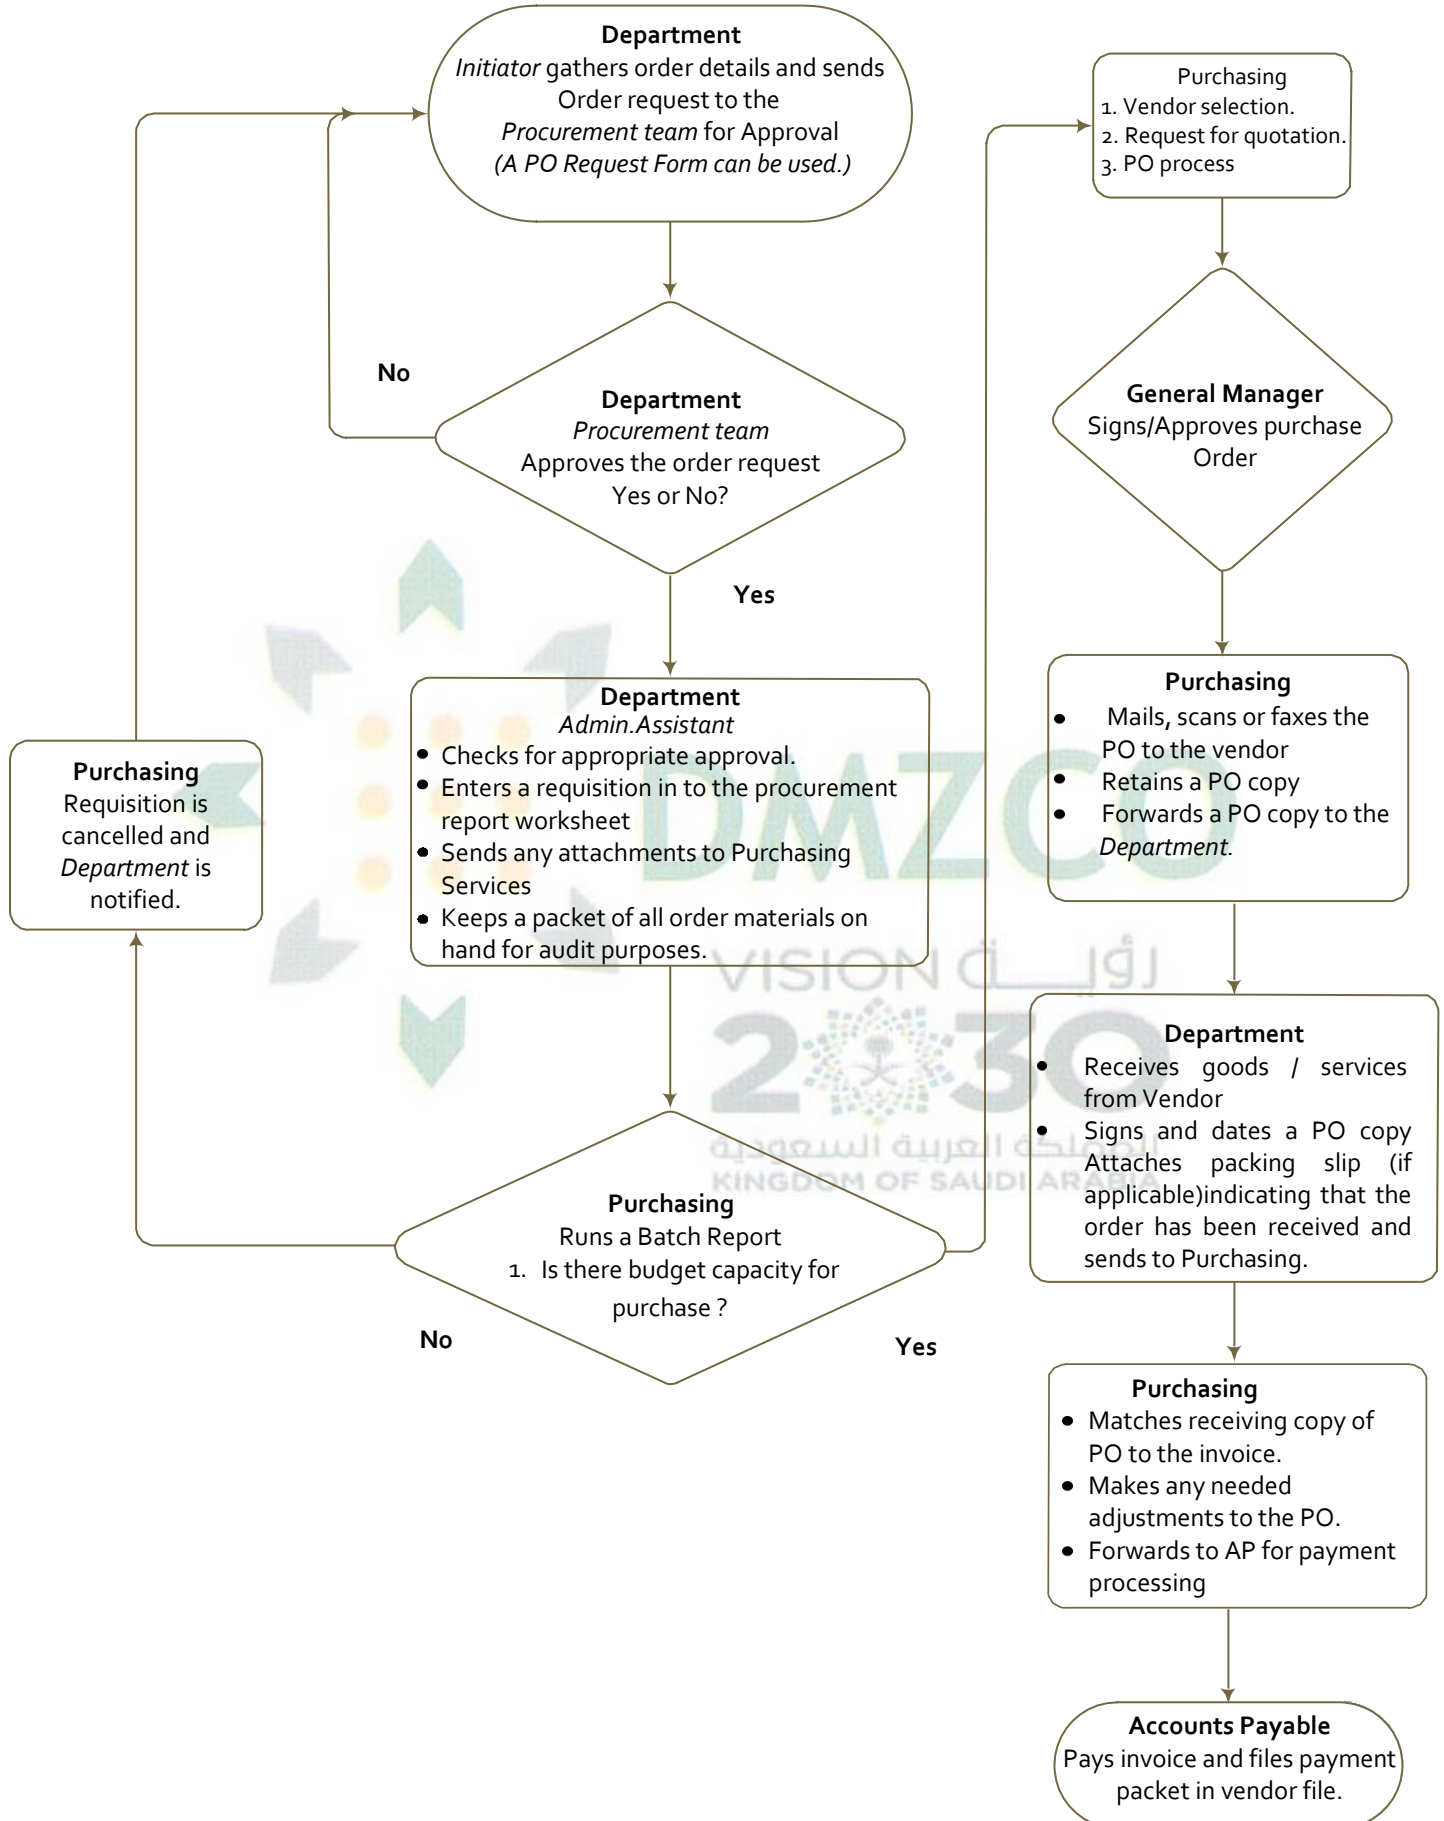 Department
Initiator gathers order details and sends
Order request to the
Procurement team for Approval
(A PO Request Form can be used.)
No
Department
Procurement team
Approves the order request
Yes or No?
Yes
Department
Admin.Assistant
• Checks for appropriate approval.
• Enters a requisition in to the procurement
report worksheet
• Sends any attachments to Purchasing
Services
• Keeps a packet of all order materials on
hand for audit purposes.
Purchasing
Requisition is
cancelled and
Department is
notified.
Purchasing
Runs a Batch Report
1. Is there budget capacity for
purchase ?
No
Yes
Purchasing
1. Vendor selection.
2. Request for quotation.
3. PO process
General Manager
Signs/Approves purchase
Order
Purchasing
• Mails, scans or faxes the
PO to the vendor
• Retains a PO copy
• Forwards a PO copy to the
Department.
Department
• Receives goods / services
from Vendor
• Signs and dates a PO copy
Attaches packing slip (if
applicable)indicating that the
order has been received and
sends to Purchasing.
Purchasing
• Matches receiving copy of
PO to the invoice.
• Makes any needed
adjustments to the PO.
• Forwards to AP for payment
processing
Accounts Payable
Pays invoice and files payment
packet in vendor file.
DMZCO
VISION رؤيـــة
2030
المملكة العربية السعودية
KINGDOM OF SAUDI ARABIA